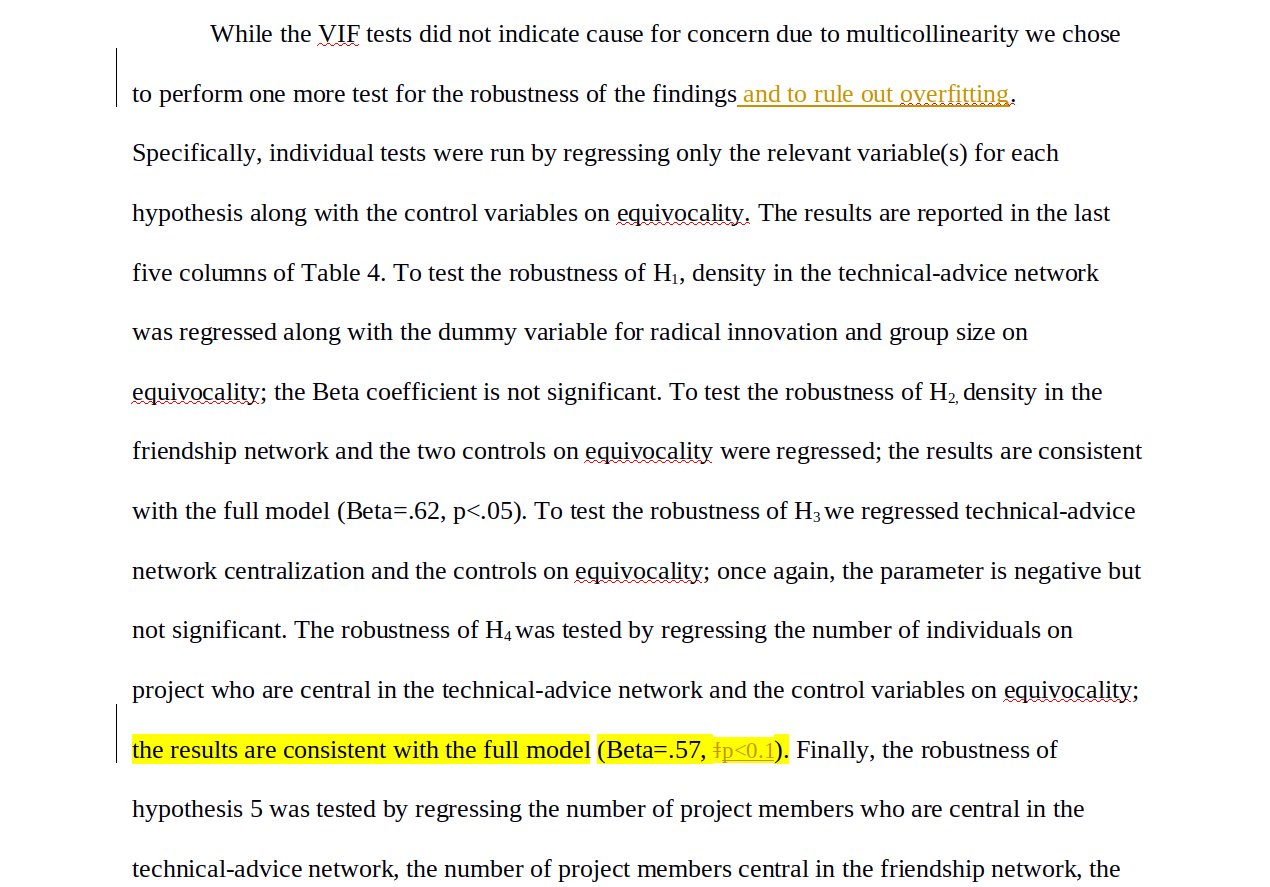 While the VIF tests did not indicate cause for concern due to multicollinearity we chose
to perform one more test for the robustness of the findings and to rule out overfitting.
Specifically, individual tests were run by regressing only the relevant variable(s) for each
hypothesis along with the control variables on equivocality. The results are reported in the last
five columns of Table 4. To test the robustness of H1, density in the technical-advice network
was regressed along with the dummy variable for radical innovation and group size on
equivocality; the Beta coefficient is not significant. To test the robustness of H2, density in the
friendship network and the two controls on equivocality were regressed; the results are consistent
with the full model (Beta=.62, p<.05). To test the robustness of H3 we regressed technical-advice
network centralization and the controls on equivocality; once again, the parameter is negative but
not significant. The robustness of H4 was tested by regressing the number of individuals on
project who are central in the technical-advice network and the control variables on equivocality;
the results are consistent with the full model (Beta=.57, p<0.1). Finally, the robustness of
hypothesis 5 was tested by regressing the number of project members who are central in the
technical-advice network, the number of project members central in the friendship network, the